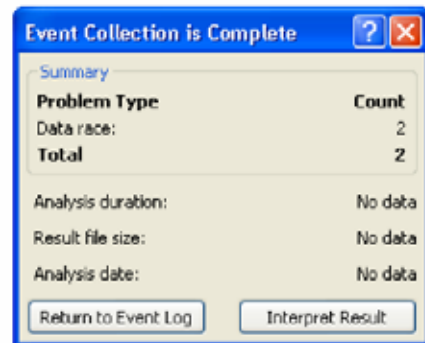 Event Collection is Complete
Summary
Problem Type Count
Data race: 2
Total 2
Analysis duration: No data
Result file size: No data
Analysis date: No data
Return to Event Log Interpret Result